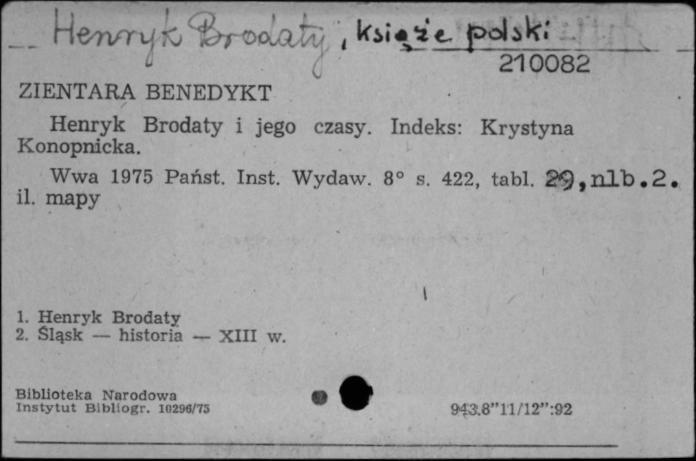 Henryk Brodaty, książe polski
210082
ZIENTARA BENEDYKT
Henryk Brodaty i jego czasy. Indeks: Krystyna
Konopnicka.
Wwa 1975 Państ. Inst. Wydaw. 8° s. 422, tabl. 29, nlb. 2.
il. mapy
1. Henryk Brodaty
2. Śląsk — historia — XIII w.
Biblioteka Narodowa
Instytut Bibliogr. 10296/75
943.8”11/12”:92